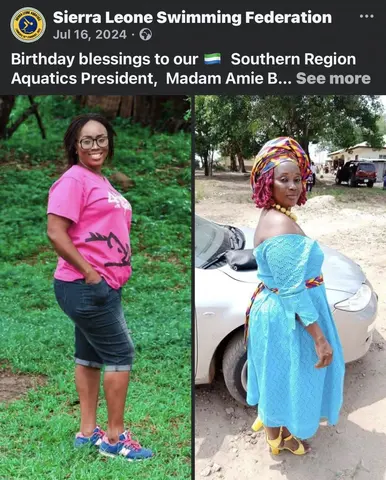 Sierra Leone Swimming Federation
Jul 16, 2024 ·
Birthday blessings to our 🇸🇱 Southern Region
Aquatics President, Madam Amie B... See more